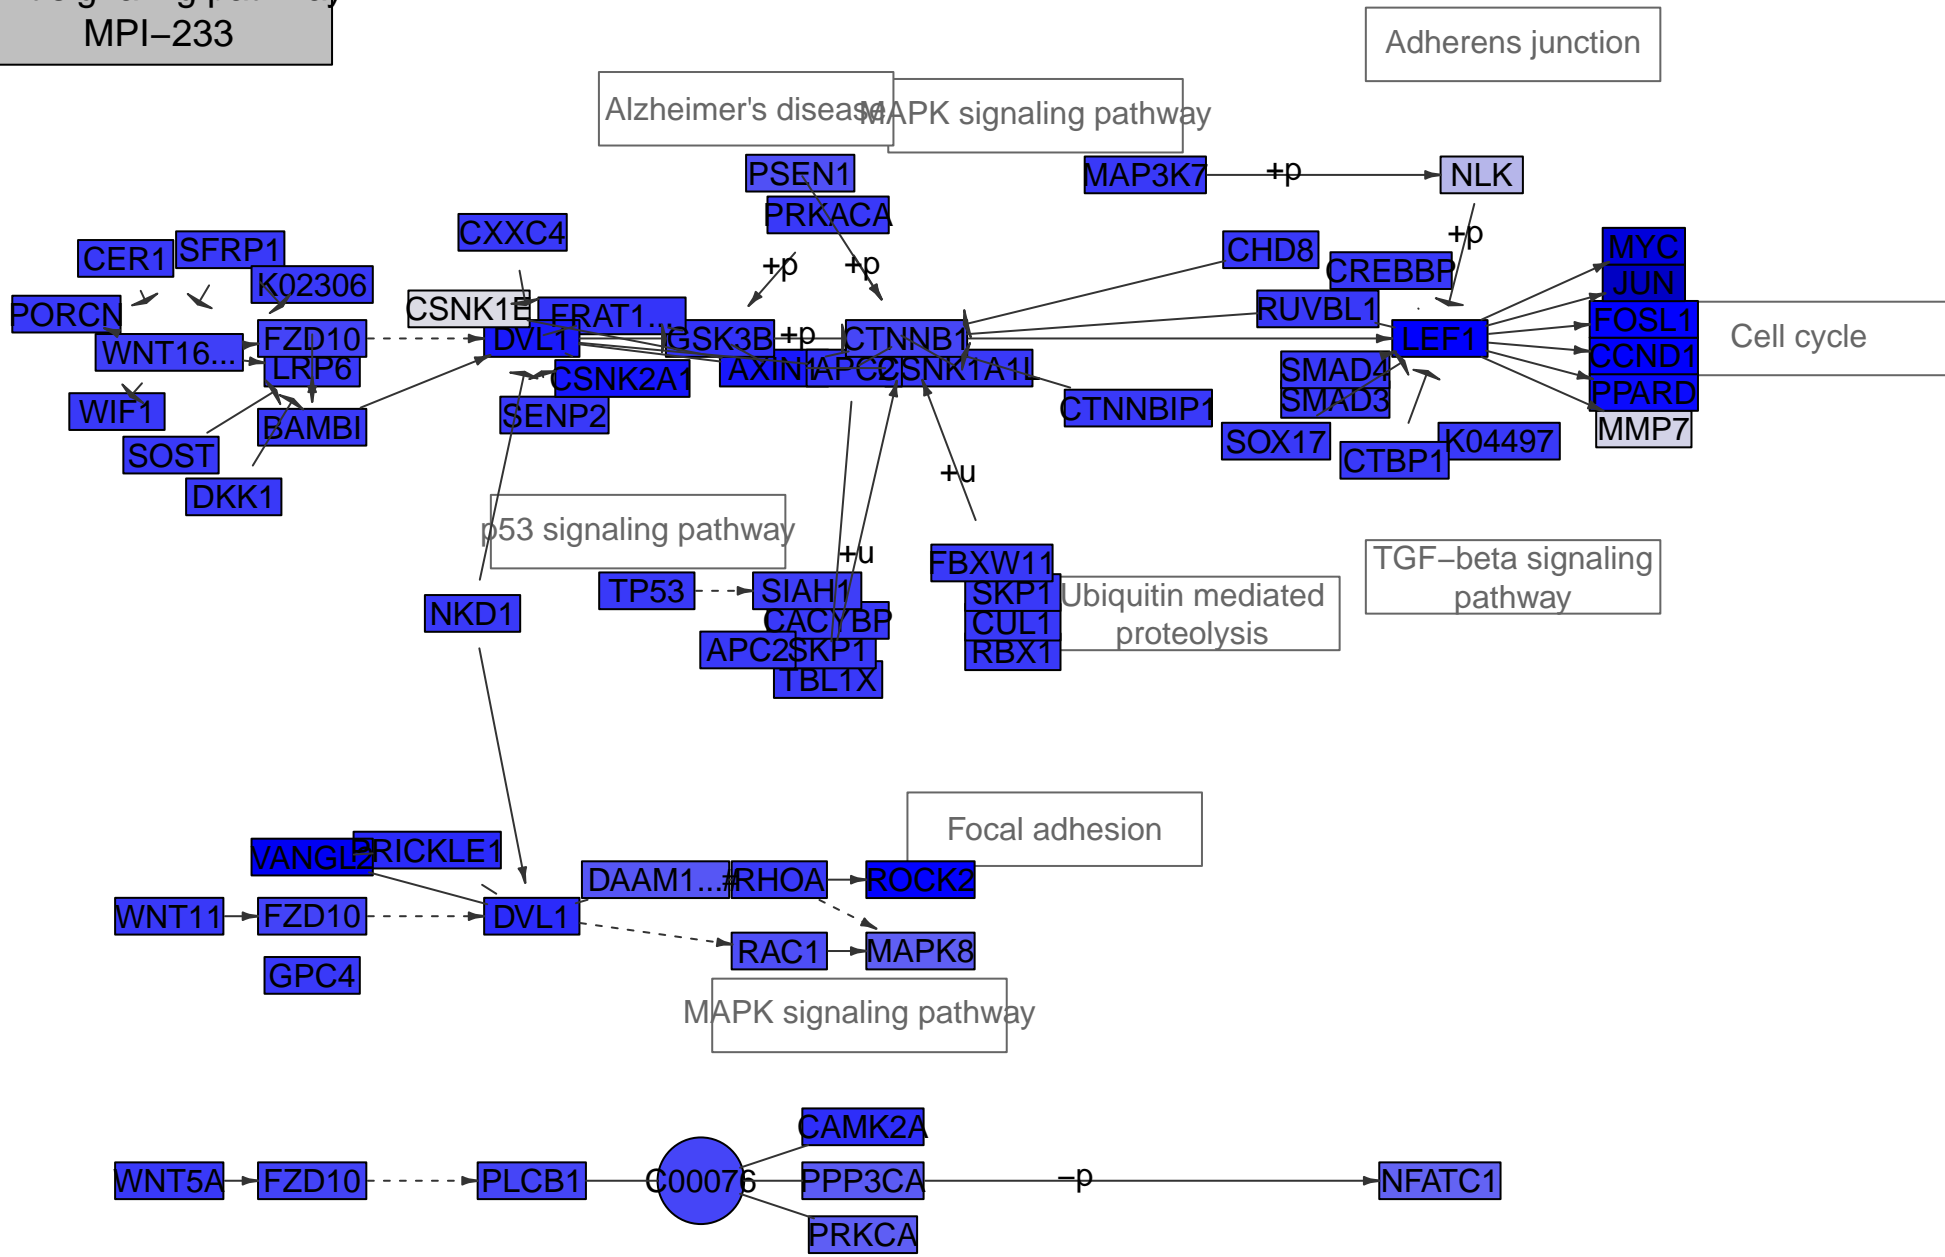 signaling pathway
MPI−233
Adherens junction
Alzheimer's disease
MAPK signaling pathway
PSEN1
MAP3K7
+p
NLK
PRKACA
CXXC4
CER1
SFRP1
K02306
+p
+p
CHD8
CREBBP
+p
MYC
JUN
PORCN
CSNK1E
FRAT1...
RUVBL1
FOSL1
WNT16...
FZD10
DVL1
GSK3B
+p
CTNNB1
LEF1
CCND1
Cell cycle
LRP6
CSNK2A1
AXIN1
APC2
CSNK1A1L
SMAD4
PPARD
WIF1
BAMBI
SENP2
CTNNBIP1
SMAD3
MMP7
SOST
SOX17
CTBP1
K04497
DKK1
+u
p53 signaling pathway
+u
FBXW11
TGF−beta signaling
pathway
TP53
SIAH1
SKP1
Ubiquitin mediated
proteolysis
NKD1
CACYBP
CUL1
APC2
SKP1
RBX1
TBL1X
Focal adhesion
VANGL2
PRICKLE1
DAAM1...
RHOA
ROCK2
WNT11
FZD10
DVL1
RAC1
MAPK8
GPC4
MAPK signaling pathway
CAMK2A
WNT5A
FZD10
PLCB1
C00076
PPP3CA
−p
NFATC1
PRKCA